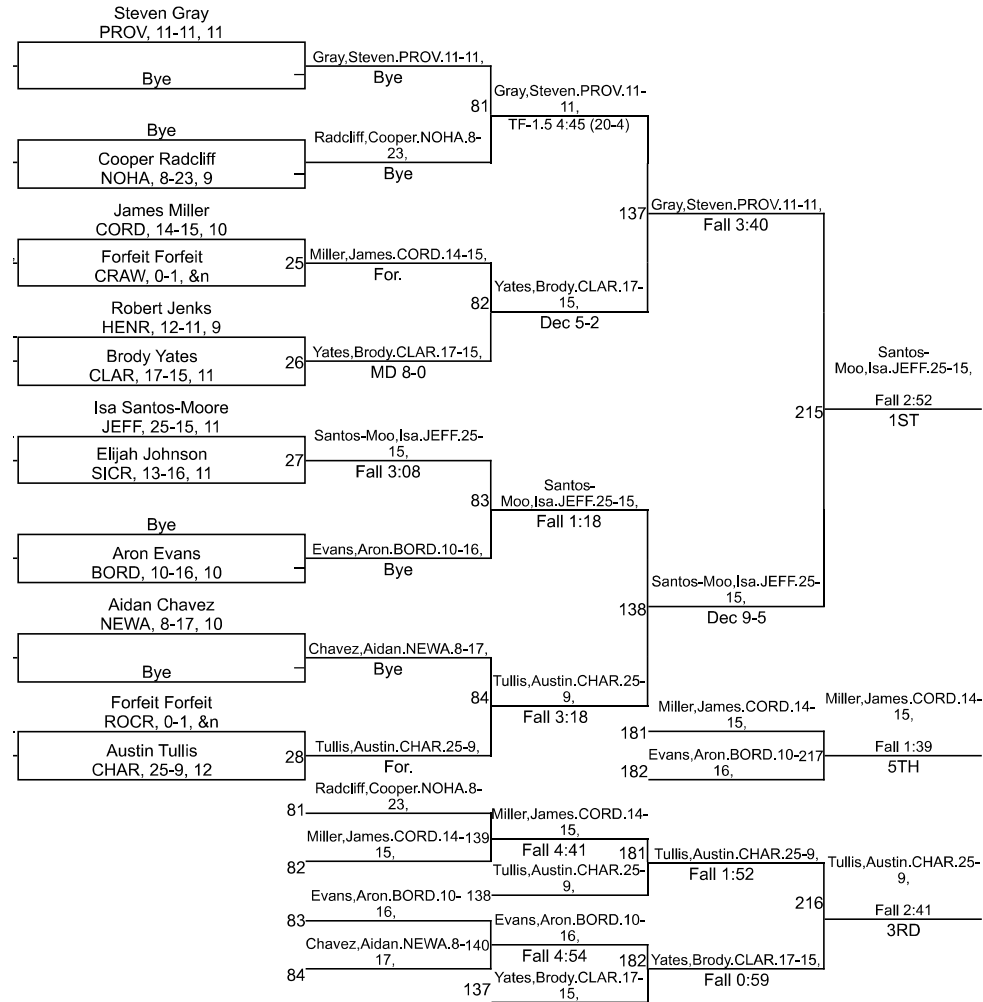 Steven Gray
PROV, 11-11, 11
Bye
Gray,Steven.PROV.11-11,
Bye
81
Gray,Steven.PROV.11-
11,
TF-1.5 4:45 (20-4)
Bye
Cooper Radcliff
NOHA, 8-23, 9
Radcliff,Cooper.NOHA.8-
23,
Bye
137
Gray,Steven.PROV.11-11,
Fall 3:40
James Miller
CORD, 14-15, 10
Forfeit Forfeit
CRAW, 0-1, &n
25
Miller,James.CORD.14-15,
For.
82
Yates,Brody.CLAR.17-
15,
Dec 5-2
Robert Jenks
HENR, 12-11, 9
Brody Yates
CLAR, 17-15, 11
26
Yates,Brody.CLAR.17-15,
MD 8-0
215
Santos-
Moo,Isa.JEFF.25-15,
Fall 2:52
1ST
Isa Santos-Moore
JEFF, 25-15, 11
Elijah Johnson
SICR, 13-16, 11
27
Santos-Moo,Isa.JEFF.25-
15,
Fall 3:08
83
Santos-
Moo,Isa.JEFF.25-15,
Fall 1:18
Bye
Aron Evans
BORD, 10-16, 10
Evans,Aron.BORD.10-16,
Bye
138
Santos-Moo,Isa.JEFF.25-
15,
Dec 9-5
Aidan Chavez
NEWA, 8-17, 10
Bye
Chavez,Aidan.NEWA.8-17,
Bye
84
Tullis,Austin.CHAR.25-
9,
Fall 3:18
Forfeit Forfeit
ROCR, 0-1, &n
Austin Tullis
CHAR, 25-9, 12
28
Tullis,Austin.CHAR.25-9,
For.
Miller,James.CORD.14-
15,
181
Evans,Aron.BORD.10-
16,
182
217
Miller,James.CORD.14-
15,
Fall 1:39
5TH
Radcliff,Cooper.NOHA.8-
23,
81
Miller,James.CORD.14-
15,
82
139
Miller,James.CORD.14-
15,
Fall 4:41
181
Tullis,Austin.CHAR.25-
9,
138
Tullis,Austin.CHAR.25-9,
Fall 1:52
Evans,Aron.BORD.10-
16,
83
Chavez,Aidan.NEWA.8-
17,
84
140
Evans,Aron.BORD.10-
16,
Fall 4:54
182
Yates,Brody.CLAR.17-
15,
137
Yates,Brody.CLAR.17-15,
Fall 0:59
216
Tullis,Austin.CHAR.25-
9,
Fall 2:41
3RD